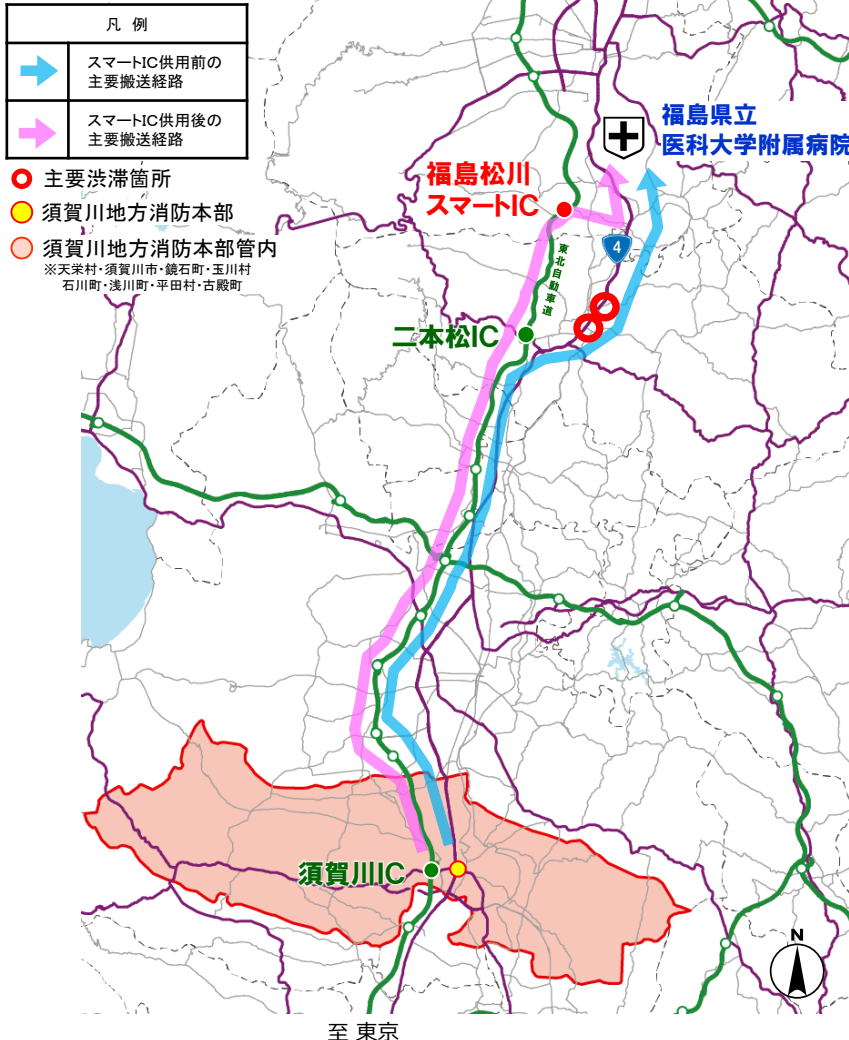 凡 例
スマートIC供用前の
主要搬送経路
スマートIC供用後の
主要搬送経路
主要渋滞箇所
須賀川地方消防本部
須賀川地方消防本部管内
※天栄村・須賀川市・鏡石町・玉川村
石川町・浅川町・平田村・古殿町
福島県立
医科大学附属病院
福島松川
スマートIC
4
東北自動車道
二本松IC
須賀川IC
N
至 東京